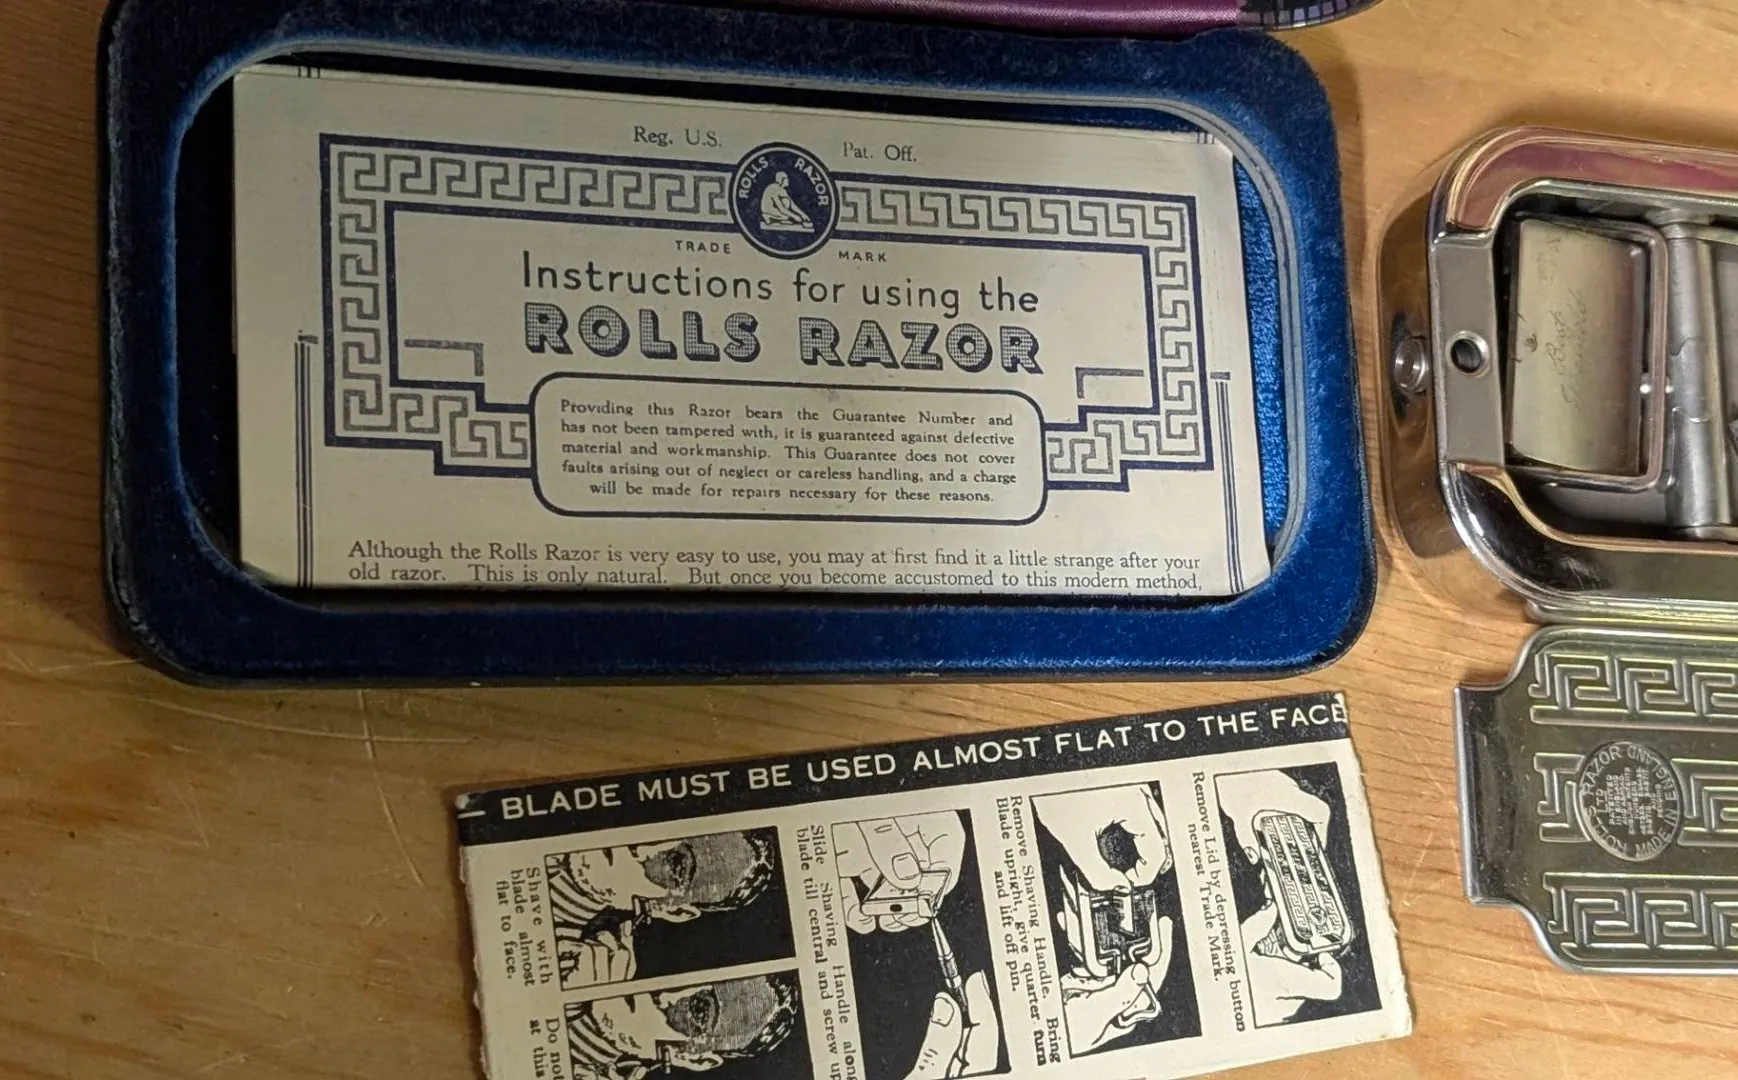 Reg. U.S. Pat. Off.
ROLLS RAZOR
TRADE MARK
Instructions for using the
ROLLS RAZOR
Providing this Razor bears the Guarantee Number and
has not been tampered with, it is guaranteed against defective
material and workmanship. This Guarantee does not cover
faults arising out of neglect or careless handling, and a charge
will be made for repairs necessary for these reasons.
Although the Rolls Razor is very easy to use, you may at first find it a little strange after your
old razor. This is only natural. But once you become accustomed to this modern method,
BLADE MUST BE USED ALMOST FLAT TO THE FACE
Remove Lid by depressing button
nearest Trade Mark.
Remove Shaving Handle. Bring
Blade upright, give quarter turn
and lift off pin.
Slide Shaving Handle along
blade till central and screw up
Shave with
blade almost
flat to face.
Do not
at this
ROLLS RAZOR LTD
MADE IN ENGLAND